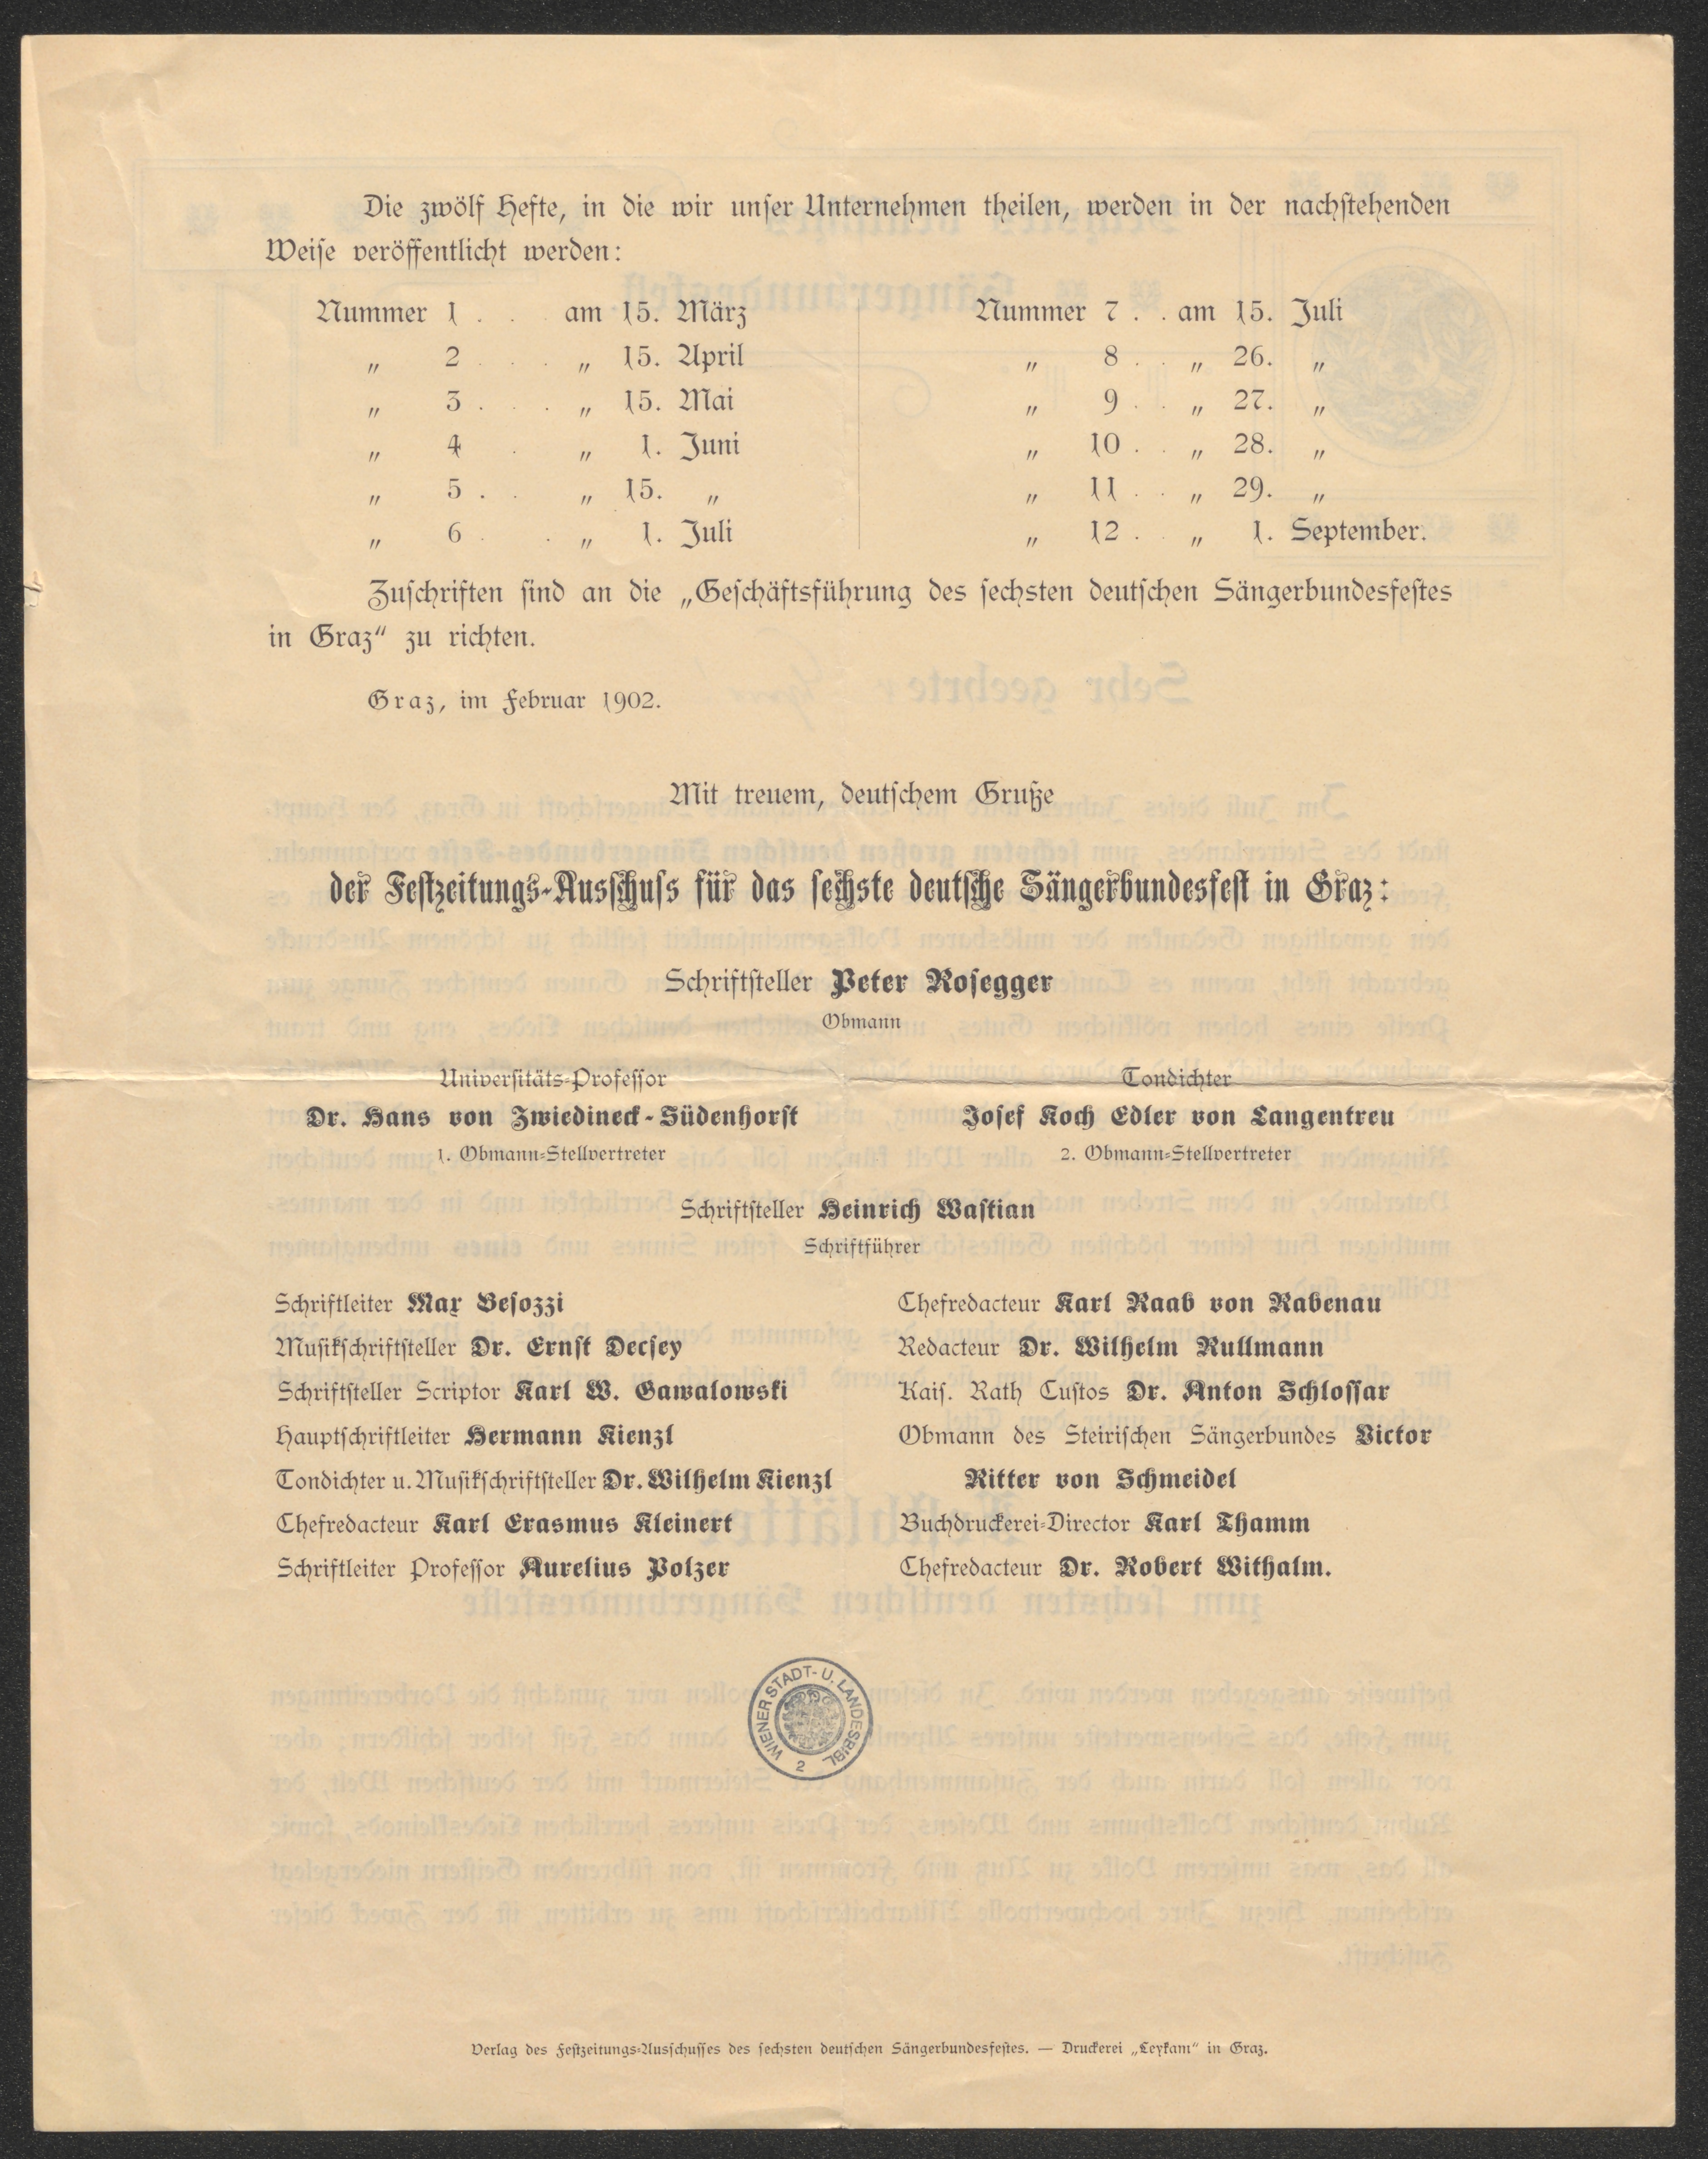 Die zwölf Hefte, in die wir unſer Unternehmen theilen, werden in der nachſtehenden
Weiſe veröffentlicht werden:
Nummer 1 . . . am 15. März
„ 2 . . . „ 15. April
„ 3 . . . „ 15. Mai
„ 4 . „ 1. Juni
„ 5 . . „ 15. „
„ 6 . . „ 1. Juli
Nummer 7 . . am 15. Juli
„ 8 . . „ 26. „
„ 9 . . „ 27. „
„ 10 . . „ 28. „
„ 11 . . „ 29. „
„ 12 . . „ 1. September.
Zuſchriften ſind an die „Geſchäftsführung des ſechsten deutſchen Sängerbundesfeſtes
in Graz“ zu richten.
Graz, im Februar 1902.
Mit treuem, deutſchem Gruße
der Feſtzeitungs-Ausſchuſs für das ſechste deutſche Sängerbundesfeſt in Graz:
Schriftſteller Peter Roſegger
Obmann
Univerſitäts-Profeſſor
Dr. Hans von Zwiedineck-Südenhorſt
1. Obmann-Stellvertreter
Tondichter
Joſef Koch Edler von Langentreu
2. Obmann-Stellvertreter
Schriftſteller Heinrich Waſtian
Schriftführer
Schriftleiter Max Beſozzi
Muſikſchriftſteller Dr. Ernſt Decſey
Schriftſteller Scriptor Karl W. Gawalowski
Hauptſchriftleiter Hermann Kienzl
Tondichter u. Muſikſchriftſteller Dr. Wilhelm Kienzl
Chefredacteur Karl Erasmus Kleinert
Schriftleiter Profeſſor Aurelius Polzer
Chefredacteur Karl Raab von Rabenau
Redacteur Dr. Wilhelm Rullmann
Kaiſ. Rath Cuſtos Dr. Anton Schloſſar
Obmann des Steiriſchen Sängerbundes Victor
Ritter von Schmeidel
Buchdruckerei-Director Karl Thamm
Chefredacteur Dr. Robert Withalm.
WIENER STADT- U. LANDESBIBL.
2
Verlag des Feſtzeitungs-Ausſchuſſes des ſechsten deutſchen Sängerbundesfeſtes. — Druckerei „Leykam“ in Graz.